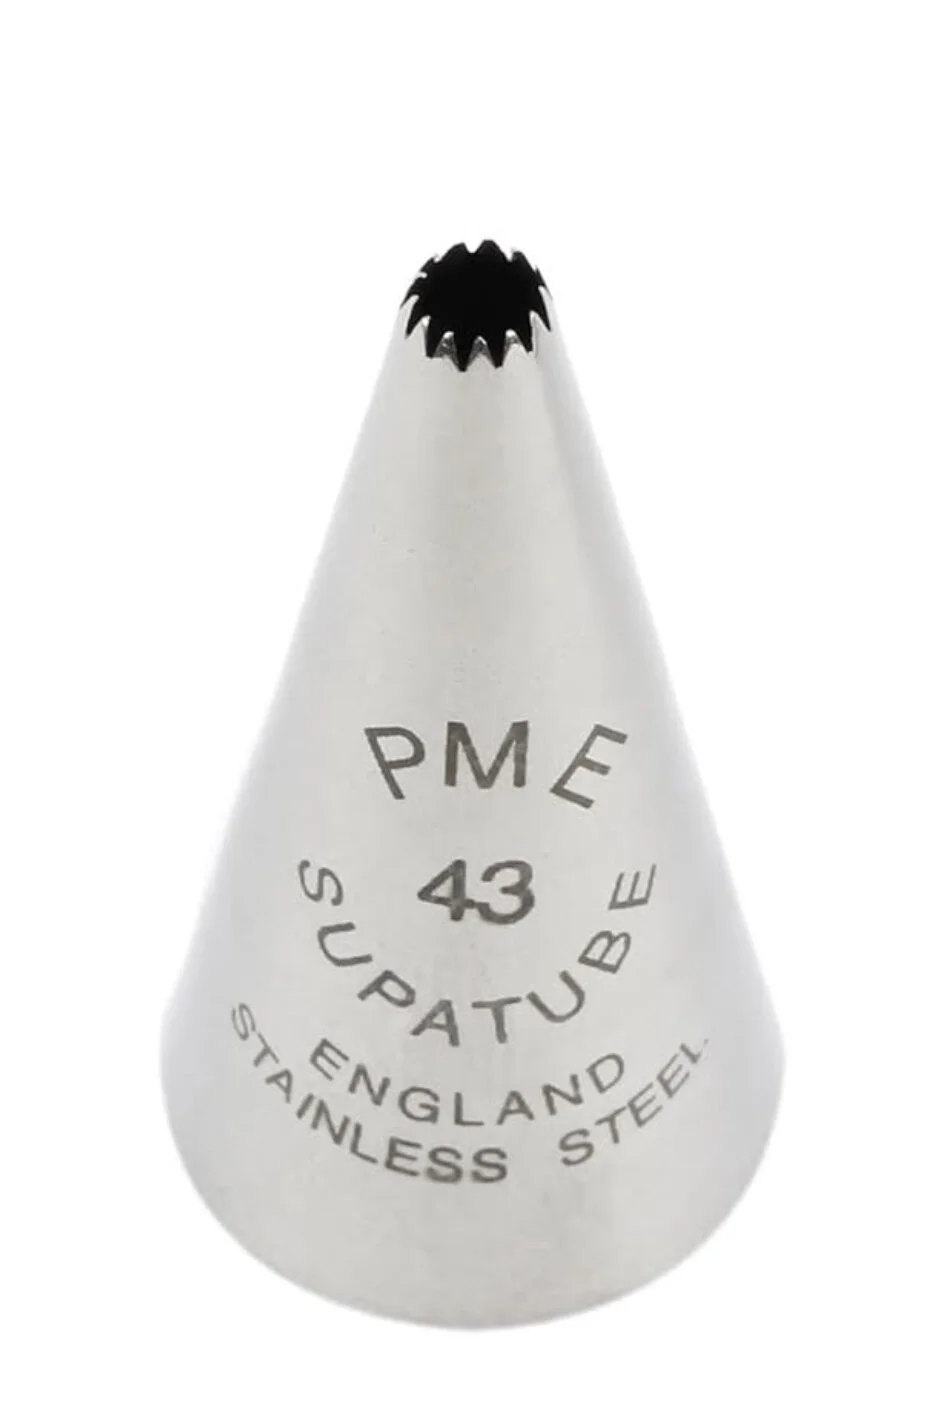 PME
43
SUPATUBE
ENGLAND
STAINLESS STEEL